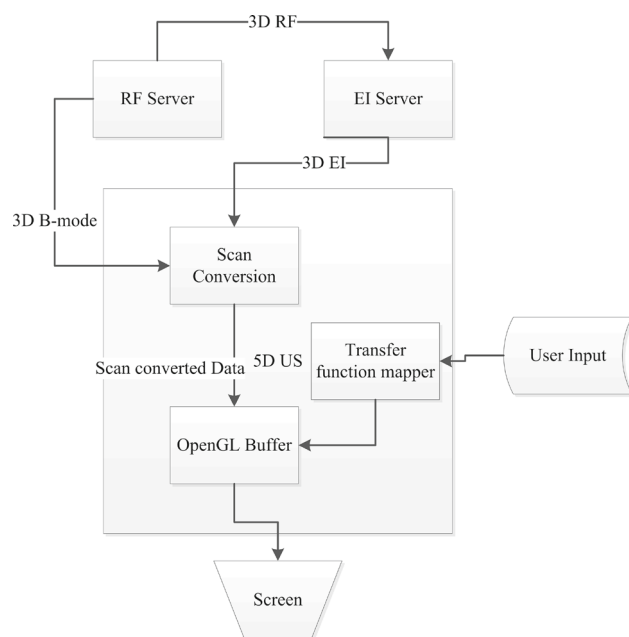 3D RF
RF Server
EI Server
3D EI
3D B-mode
Scan
Conversion
Transfer
function mapper
User Input
Scan converted Data
5D US
OpenGL Buffer
Screen